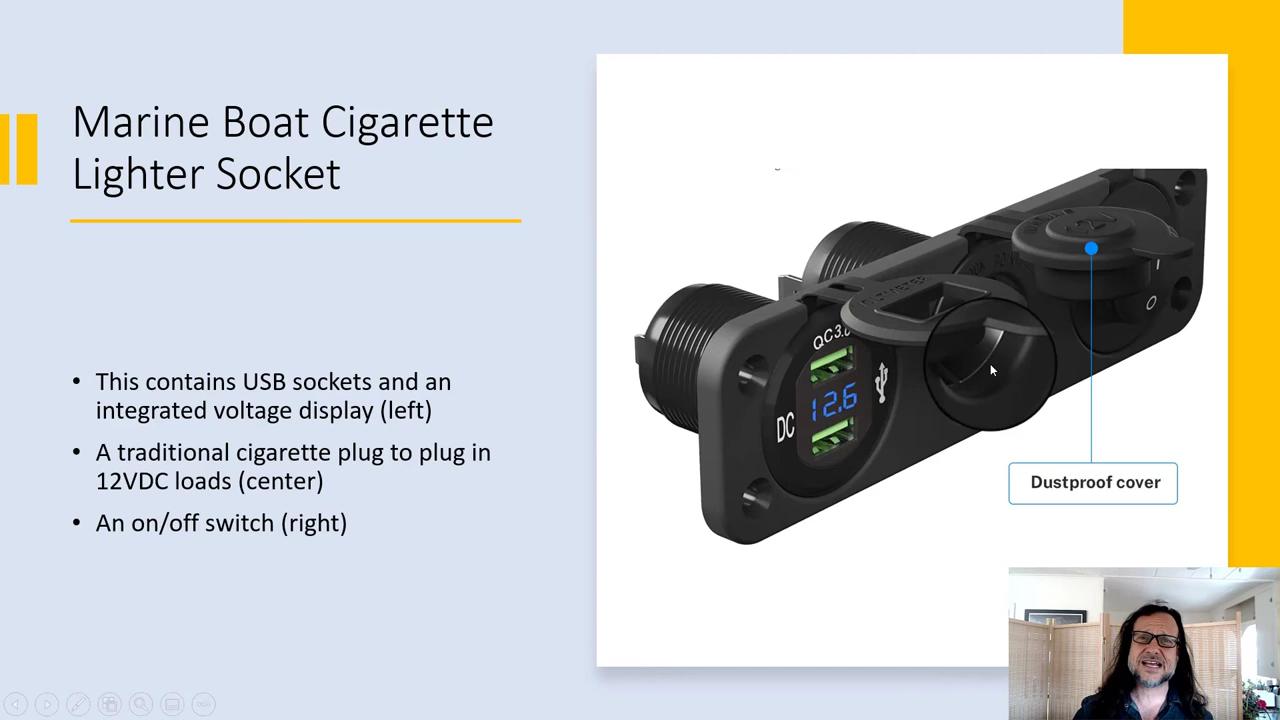 Marine Boat Cigarette
Lighter Socket
• This contains USB sockets and an
integrated voltage display (left)
• A traditional cigarette plug to plug in
12VDC loads (center)
• An on/off switch (right)
QC3.0
DC
12.6
Dustproof cover